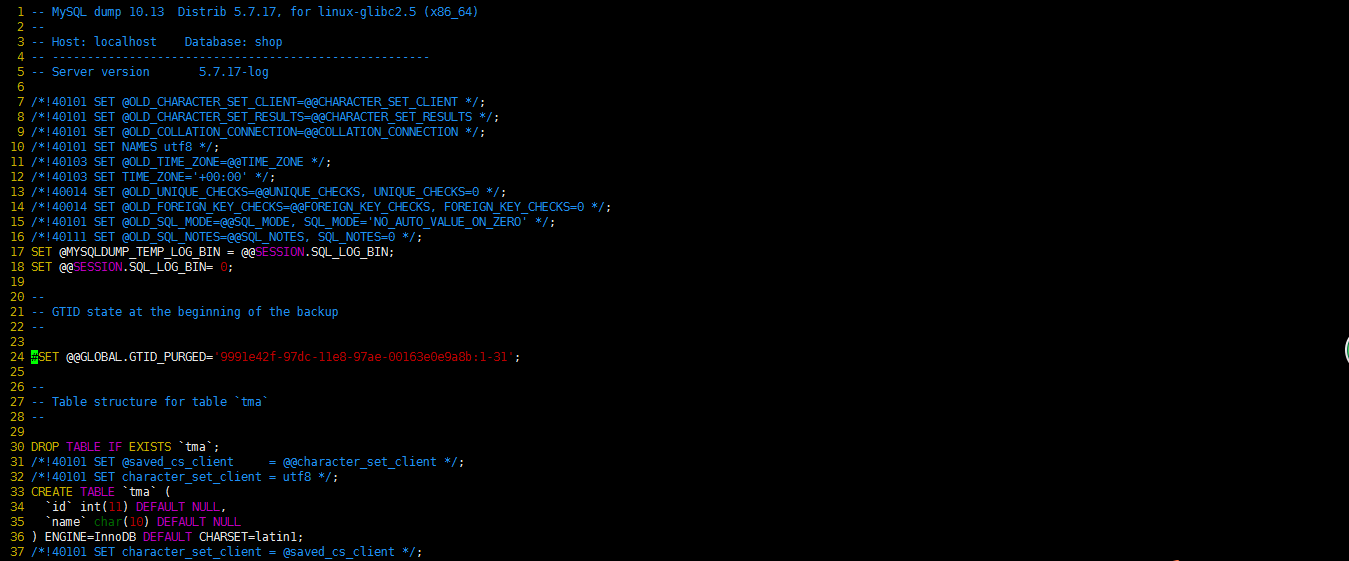 1 -- MySQL dump 10.13  Distrib 5.7.17, for linux-glibc2.5 (x86_64)
2 --
3 -- Host: localhost    Database: shop
4 -- ------------------------------------------------------
5 -- Server version       5.7.17-log
6
7 /*!40101 SET @OLD_CHARACTER_SET_CLIENT=@@CHARACTER_SET_CLIENT */;
8 /*!40101 SET @OLD_CHARACTER_SET_RESULTS=@@CHARACTER_SET_RESULTS */;
9 /*!40101 SET @OLD_COLLATION_CONNECTION=@@COLLATION_CONNECTION */;
10 /*!40101 SET NAMES utf8 */;
11 /*!40103 SET @OLD_TIME_ZONE=@@TIME_ZONE */;
12 /*!40103 SET TIME_ZONE='+00:00' */;
13 /*!40014 SET @OLD_UNIQUE_CHECKS=@@UNIQUE_CHECKS, UNIQUE_CHECKS=0 */;
14 /*!40014 SET @OLD_FOREIGN_KEY_CHECKS=@@FOREIGN_KEY_CHECKS, FOREIGN_KEY_CHECKS=0 */;
15 /*!40101 SET @OLD_SQL_MODE=@@SQL_MODE, SQL_MODE='NO_AUTO_VALUE_ON_ZERO' */;
16 /*!40111 SET @OLD_SQL_NOTES=@@SQL_NOTES, SQL_NOTES=0 */;
17 SET @MYSQLDUMP_TEMP_LOG_BIN = @@SESSION.SQL_LOG_BIN;
18 SET @@SESSION.SQL_LOG_BIN= 0;
19
20 --
21 -- GTID state at the beginning of the backup
22 --
23
24 #SET @@GLOBAL.GTID_PURGED='9991e42f-97dc-11e8-97ae-00163e0e9a8b:1-31';
25
26 --
27 -- Table structure for table `tma`
28 --
29
30 DROP TABLE IF EXISTS `tma`;
31 /*!40101 SET @saved_cs_client     = @@character_set_client */;
32 /*!40101 SET character_set_client = utf8 */;
33 CREATE TABLE `tma` (
34   `id` int(11) DEFAULT NULL,
35   `name` char(10) DEFAULT NULL
36 ) ENGINE=InnoDB DEFAULT CHARSET=latin1;
37 /*!40101 SET character_set_client = @saved_cs_client */;